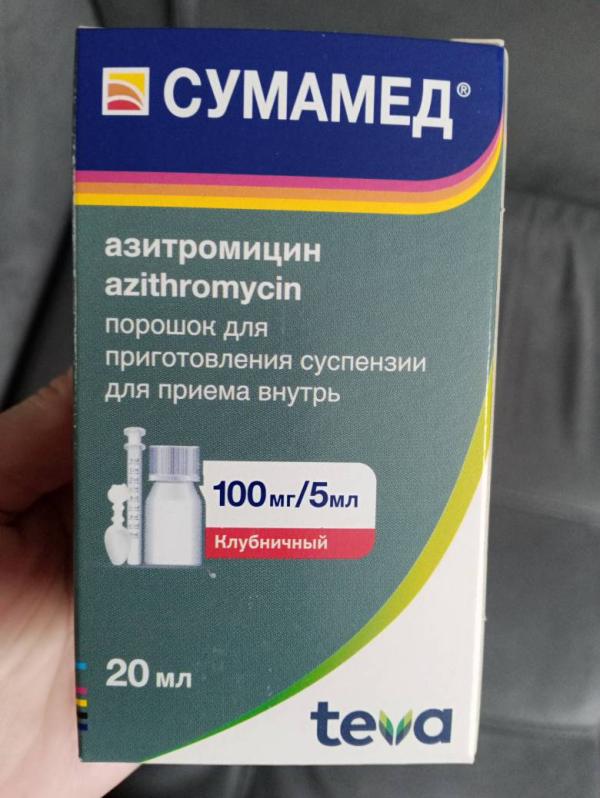 СУМАМЕД®
азитромицин
azithromycin
порошок для
приготовления суспензии
для приема внутрь
100мг/5мл
Клубничный
20 мл
teva